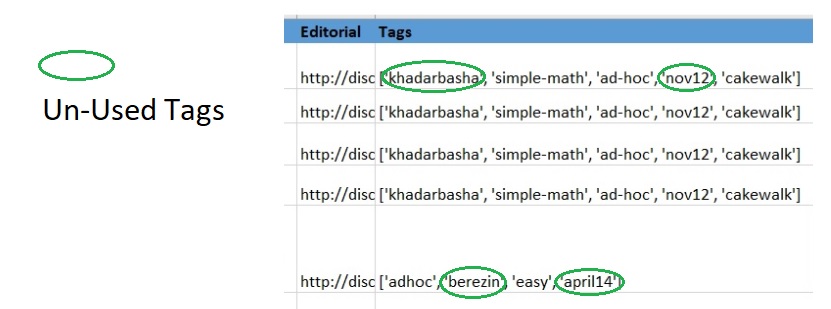 Editorial Tags
http://disc ['khadarbasha', 'simple-math', 'ad-hoc', 'nov12', 'cakewalk']
Un-Used Tags
http://disc ['khadarbasha', 'simple-math', 'ad-hoc', 'nov12', 'cakewalk']
http://disc ['khadarbasha', 'simple-math', 'ad-hoc', 'nov12', 'cakewalk']
http://disc ['khadarbasha', 'simple-math', 'ad-hoc', 'nov12', 'cakewalk']
http://disc ['adhoc', 'berezin', 'easy', 'april14']